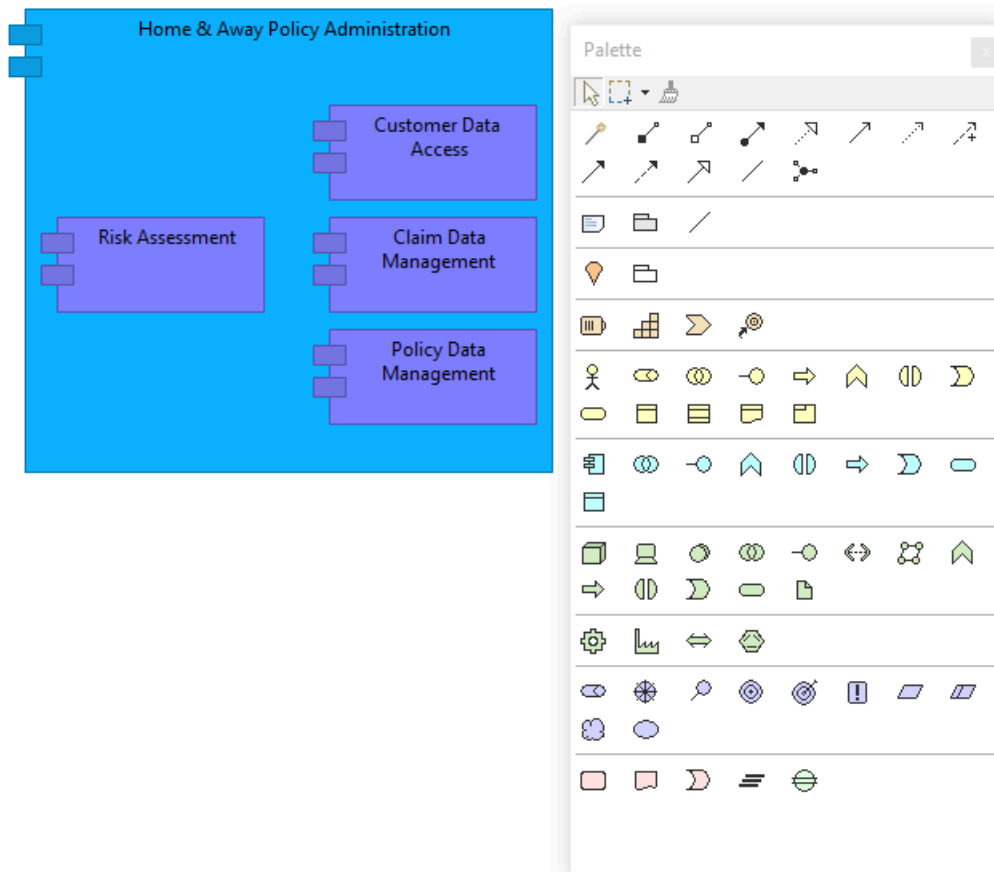 Home & Away Policy Administration
Palette
Customer Data
Access
Risk Assessment
Claim Data
Management
Policy Data
Management